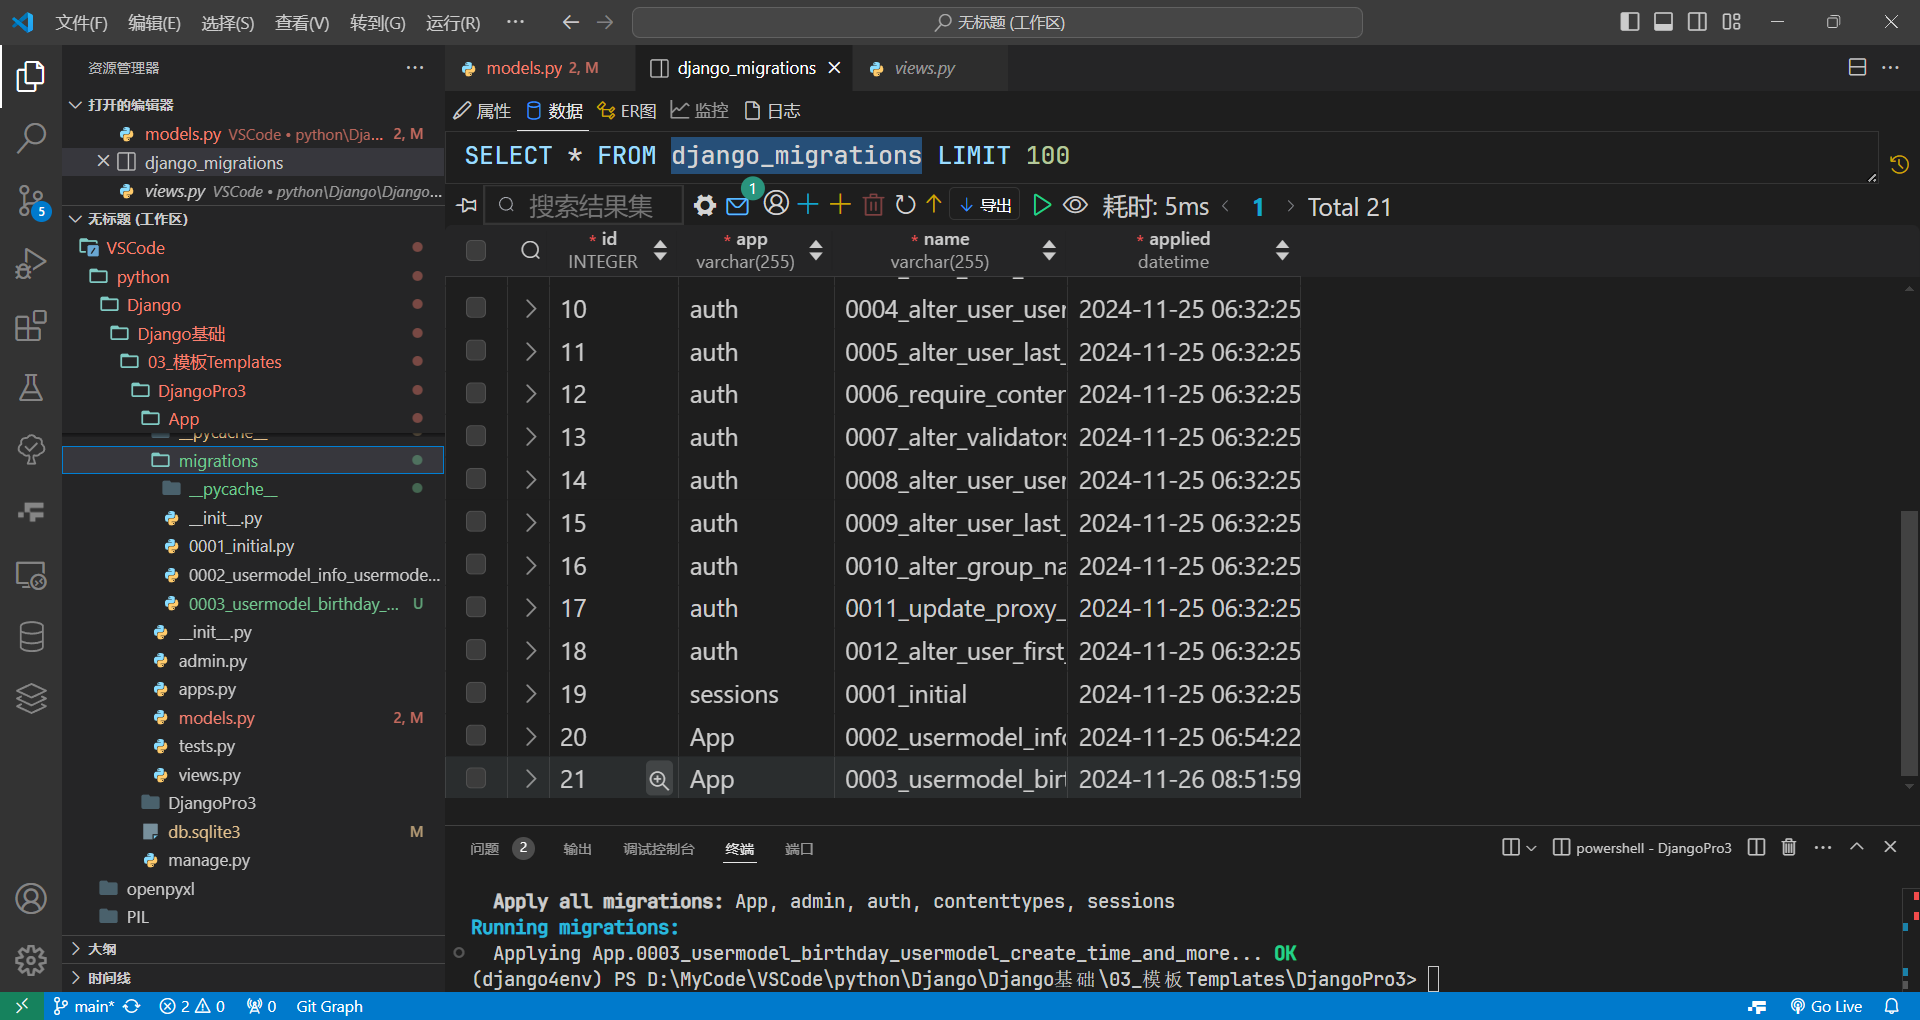 文件(F) 编辑(E) 选择(S) 查看(V) 转到(G) 运行(R) ··· 无标题 (工作区)
资源管理器 ···
打开的编辑器
models.py VSCode • python\Dja... 2, M
django_migrations
views.py VSCode • python\Django\Django...
无标题 (工作区)
VSCode
python
Django
Django基础
03_模板Templates
DjangoPro3
App
__pycache__
migrations
__pycache__
__init__.py
0001_initial.py
0002_usermodel_info_usermode...
0003_usermodel_birthday_... U
__init__.py
admin.py
apps.py
models.py 2, M
tests.py
views.py
DjangoPro3
db.sqlite3 M
manage.py
openpyxl
PIL
大纲
时间线
5
models.py 2, M django_migrations views.py ···
属性 数据 ER图 监控 日志
SELECT * FROM django_migrations LIMIT 100
搜索结果集 1 导出 耗时: 5ms 1 Total 21
* id * app * name * applied
INTEGER varchar(255) varchar(255) datetime
10 auth 0004_alter_user_user 2024-11-25 06:32:25
11 auth 0005_alter_user_last_ 2024-11-25 06:32:25
12 auth 0006_require_conter 2024-11-25 06:32:25
13 auth 0007_alter_validators 2024-11-25 06:32:25
14 auth 0008_alter_user_user 2024-11-25 06:32:25
15 auth 0009_alter_user_last_ 2024-11-25 06:32:25
16 auth 0010_alter_group_na 2024-11-25 06:32:25
17 auth 0011_update_proxy_ 2024-11-25 06:32:25
18 auth 0012_alter_user_first_ 2024-11-25 06:32:25
19 sessions 0001_initial 2024-11-25 06:32:25
20 App 0002_usermodel_info 2024-11-25 06:54:22
21 App 0003_usermodel_birt 2024-11-26 08:51:59
问题 2 输出 调试控制台 终端 端口 powershell - DjangoPro3 ···
Apply all migrations: App, admin, auth, contenttypes, sessions
Running migrations:
Applying App.0003_usermodel_birthday_usermodel_create_time_and_more... OK
(django4env) PS D:\MyCode\VSCode\python\Django\Django基础\03_模板Templates\DjangoPro3>
main* 2 0 0 Git Graph Go Live